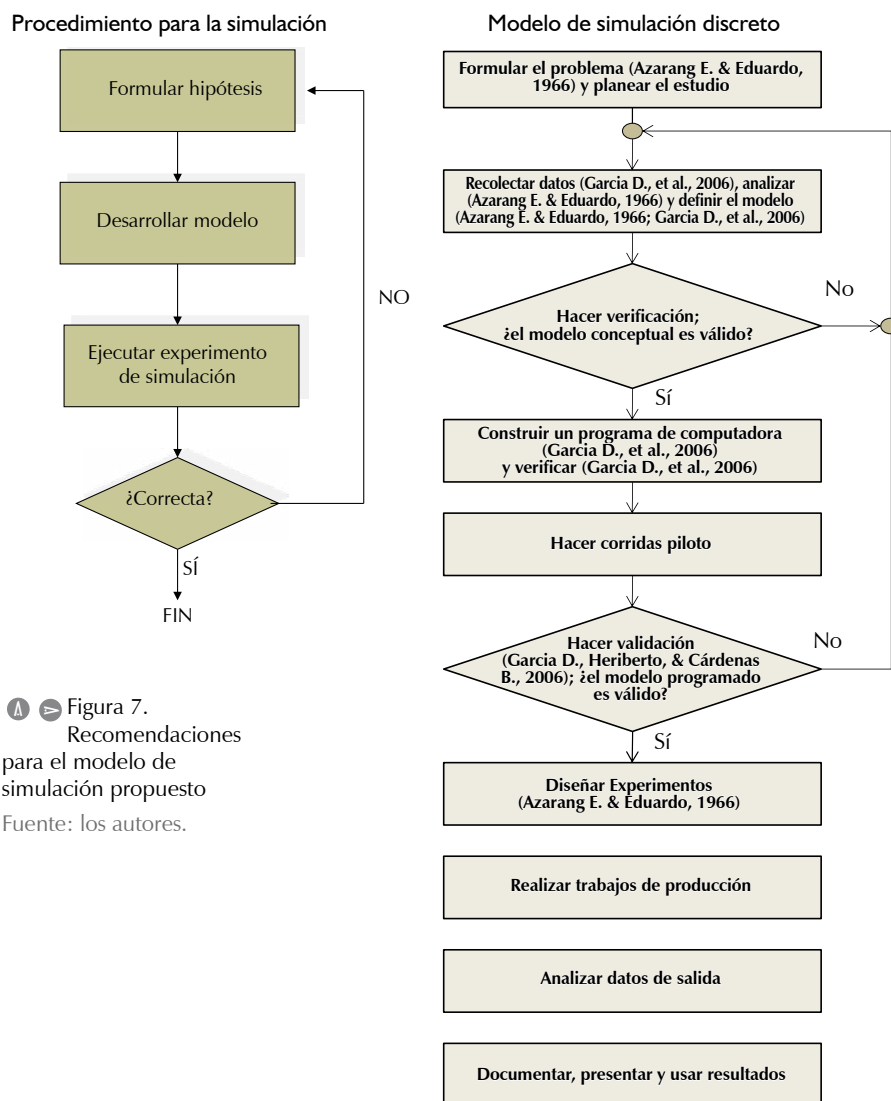 Procedimiento para la simulación
Formular hipótesis
Desarrollar modelo
Ejecutar experimento
de simulación
¿Correcta?
NO
SÍ
FIN
Figura 7.
Recomendaciones
para el modelo de
simulación propuesto
Fuente: los autores.
Modelo de simulación discreto
Formular el problema (Azarang E. & Eduardo,
1966) y planear el estudio
Recolectar datos (Garcia D., et al., 2006), analizar
(Azarang E. & Eduardo, 1966) y definir el modelo
(Azarang E. & Eduardo, 1966; Garcia D., et al., 2006)
Hacer verificación;
¿el modelo conceptual es válido?
No
Sí
Construir un programa de computadora
(Garcia D., et al., 2006)
y verificar (Garcia D., et al., 2006)
Hacer corridas piloto
Hacer validación
(Garcia D., Heriberto, & Cárdenas
B., 2006); ¿el modelo programado
es válido?
No
Sí
Diseñar Experimentos
(Azarang E. & Eduardo, 1966)
Realizar trabajos de producción
Analizar datos de salida
Documentar, presentar y usar resultados